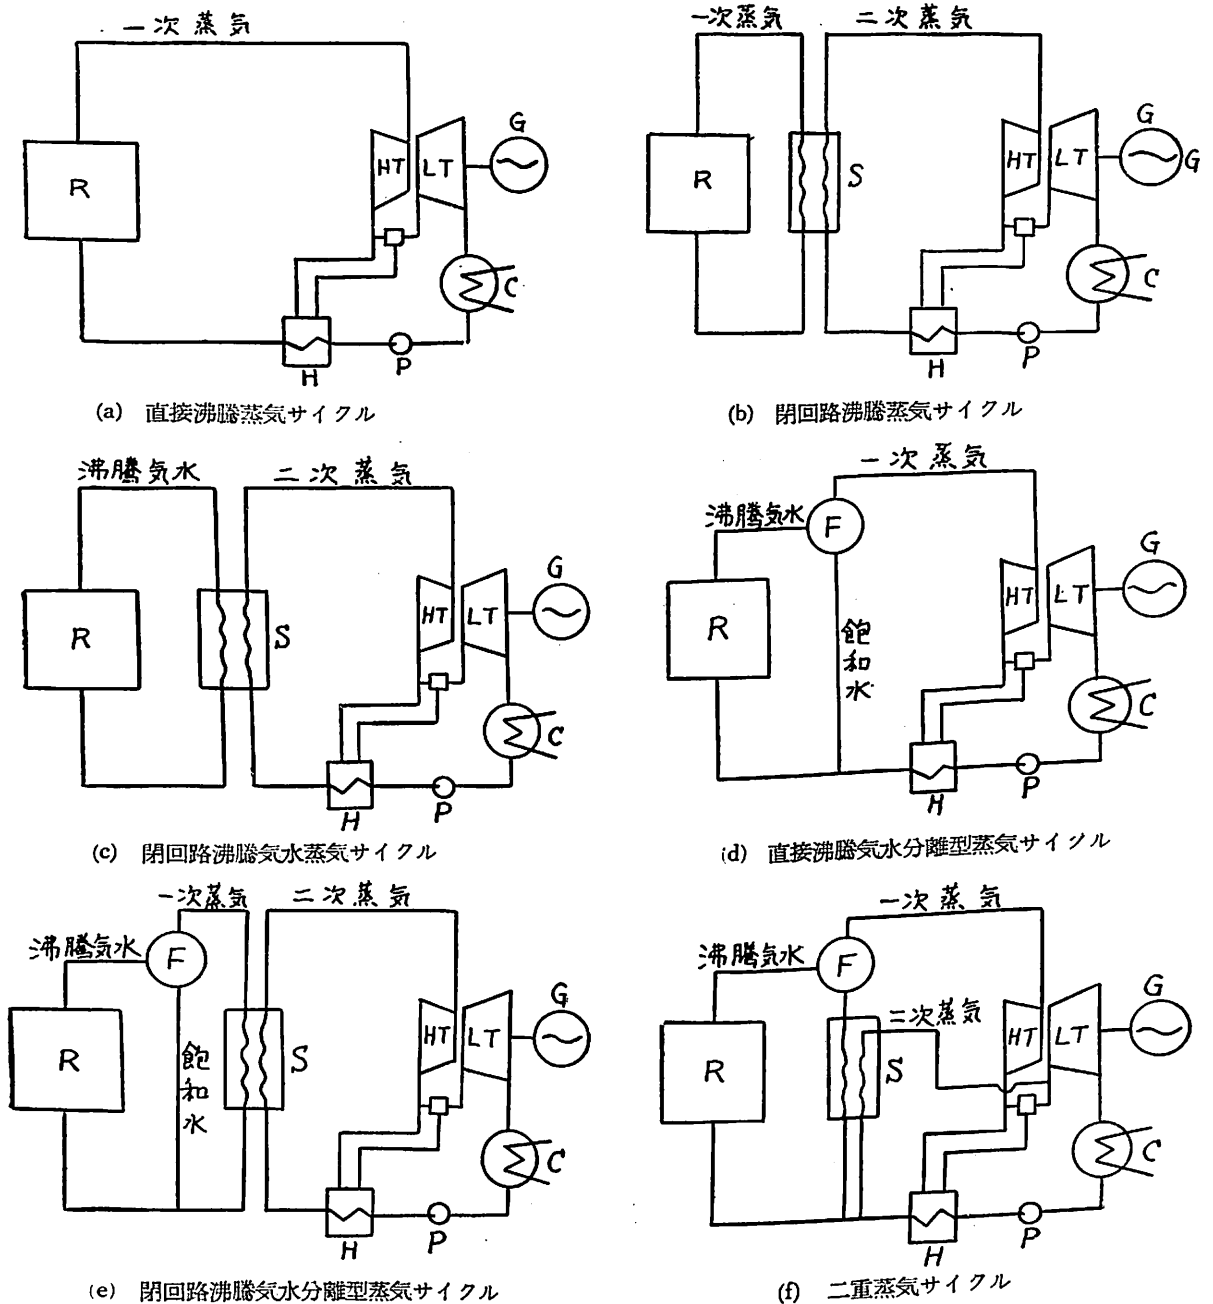 一次蒸気
R
HT
LT
G
C
H
P
(a) 直接沸騰蒸気サイクル
一次蒸気
二次蒸気
R
S
HT
LT
G
G
C
H
P
(b) 閉回路沸騰蒸気サイクル
沸騰気水
二次蒸気
R
S
HT
LT
G
C
H
P
(c) 閉回路沸騰気水蒸気サイクル
一次蒸気
沸騰気水
F
R
飽和水
HT
LT
G
C
H
P
(d) 直接沸騰気水分離型蒸気サイクル
一次蒸気
二次蒸気
沸騰気水
F
R
飽和水
S
HT
LT
G
C
H
P
(e) 閉回路沸騰気水分離型蒸気サイクル
一次蒸気
沸騰気水
F
二次蒸気
R
S
HT
LT
G
C
H
P
(f) 二重蒸気サイクル